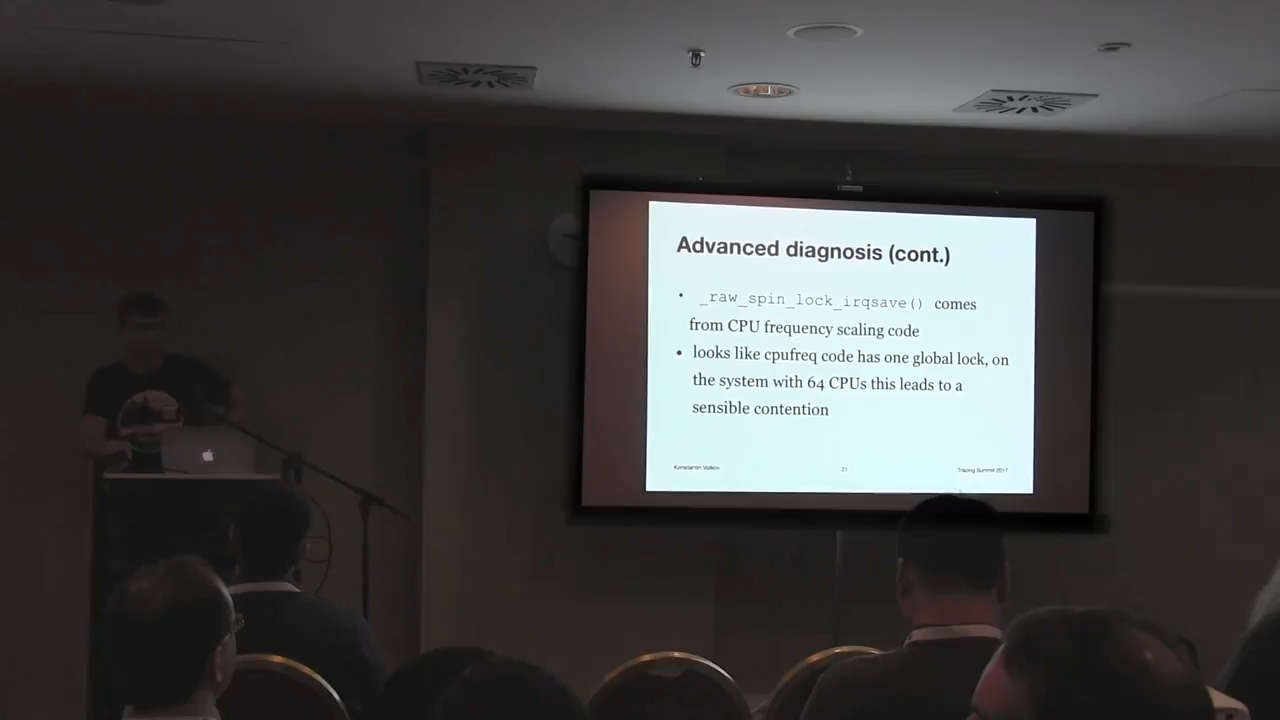 Advanced diagnosis (cont.)
• _raw_spin_lock_irqsave() comes
from CPU frequency scaling code
• looks like cpufreq code has one global lock, on
the system with 64 CPUs this leads to a
sensible contention
Konstantin Volkov
21
Tracing Summit 2017